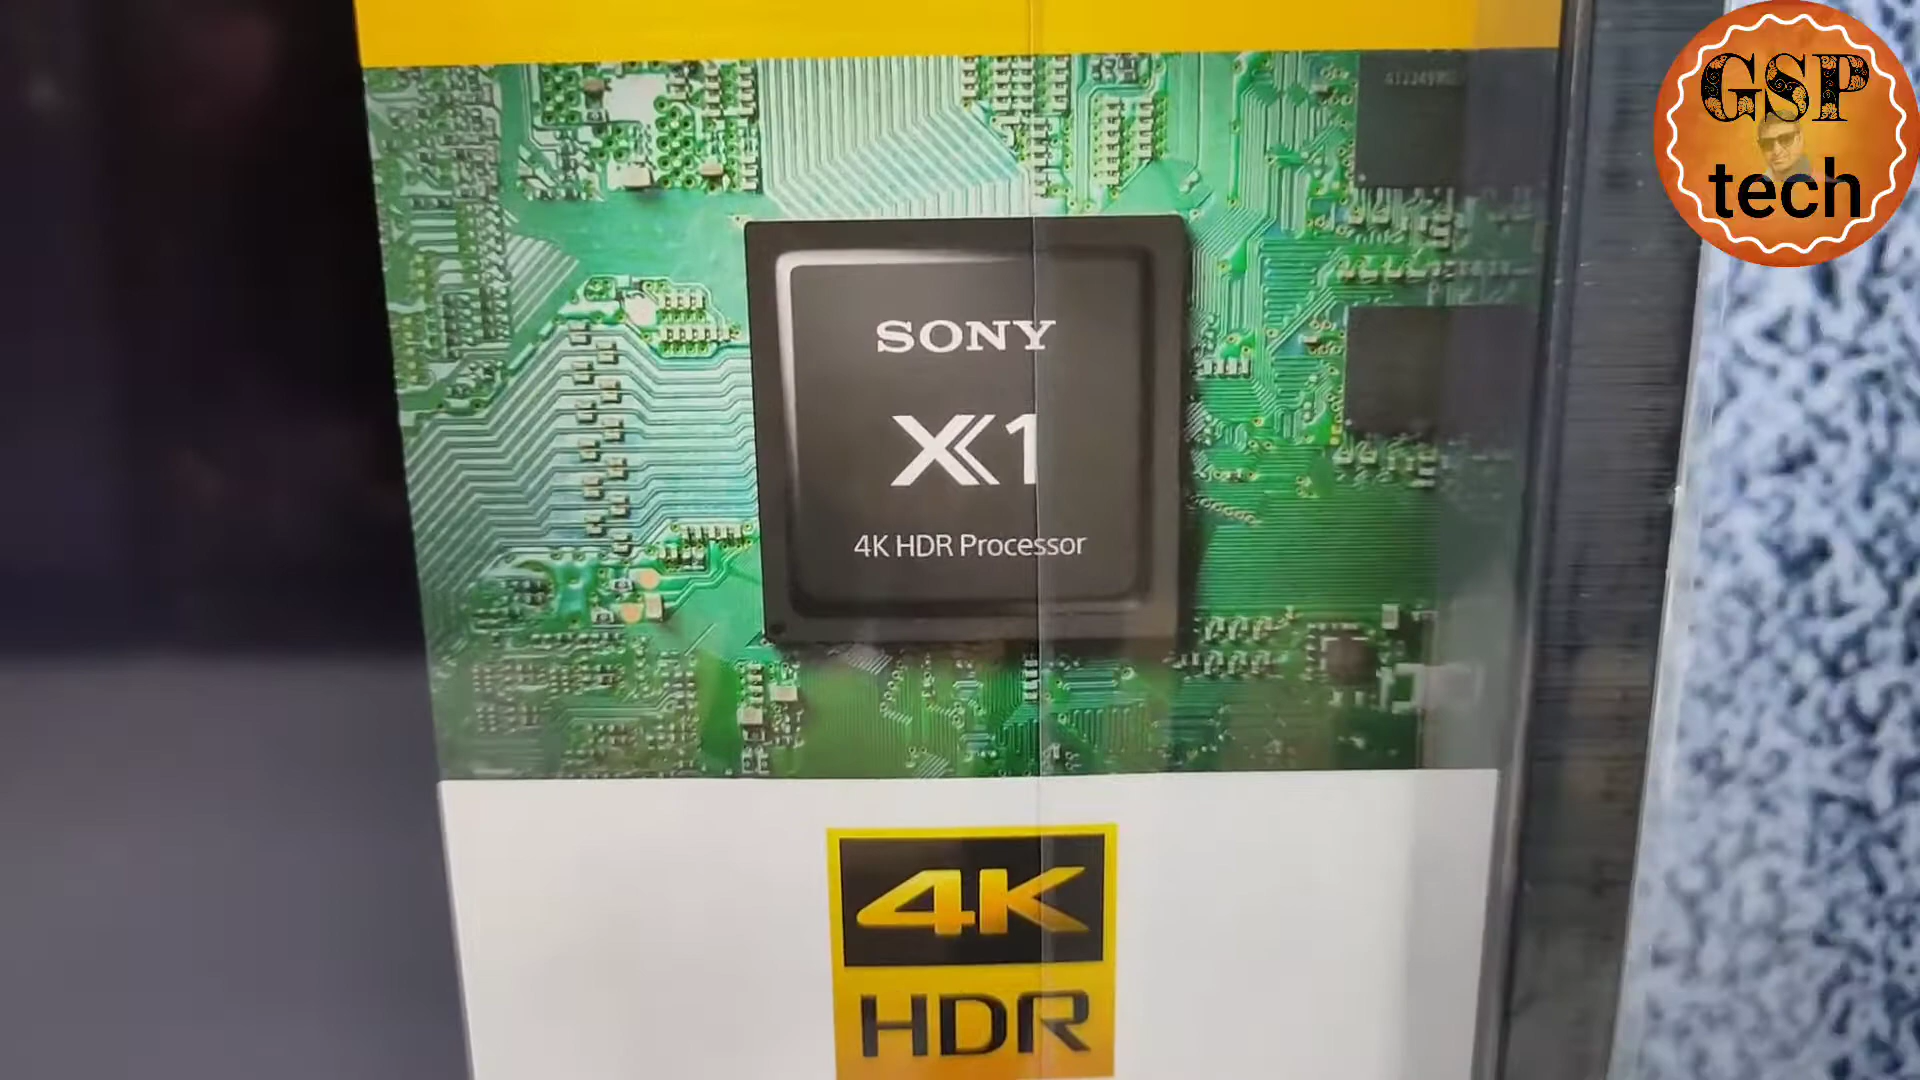 GSP
tech
SONY
X1
4K HDR Processor
4K
HDR